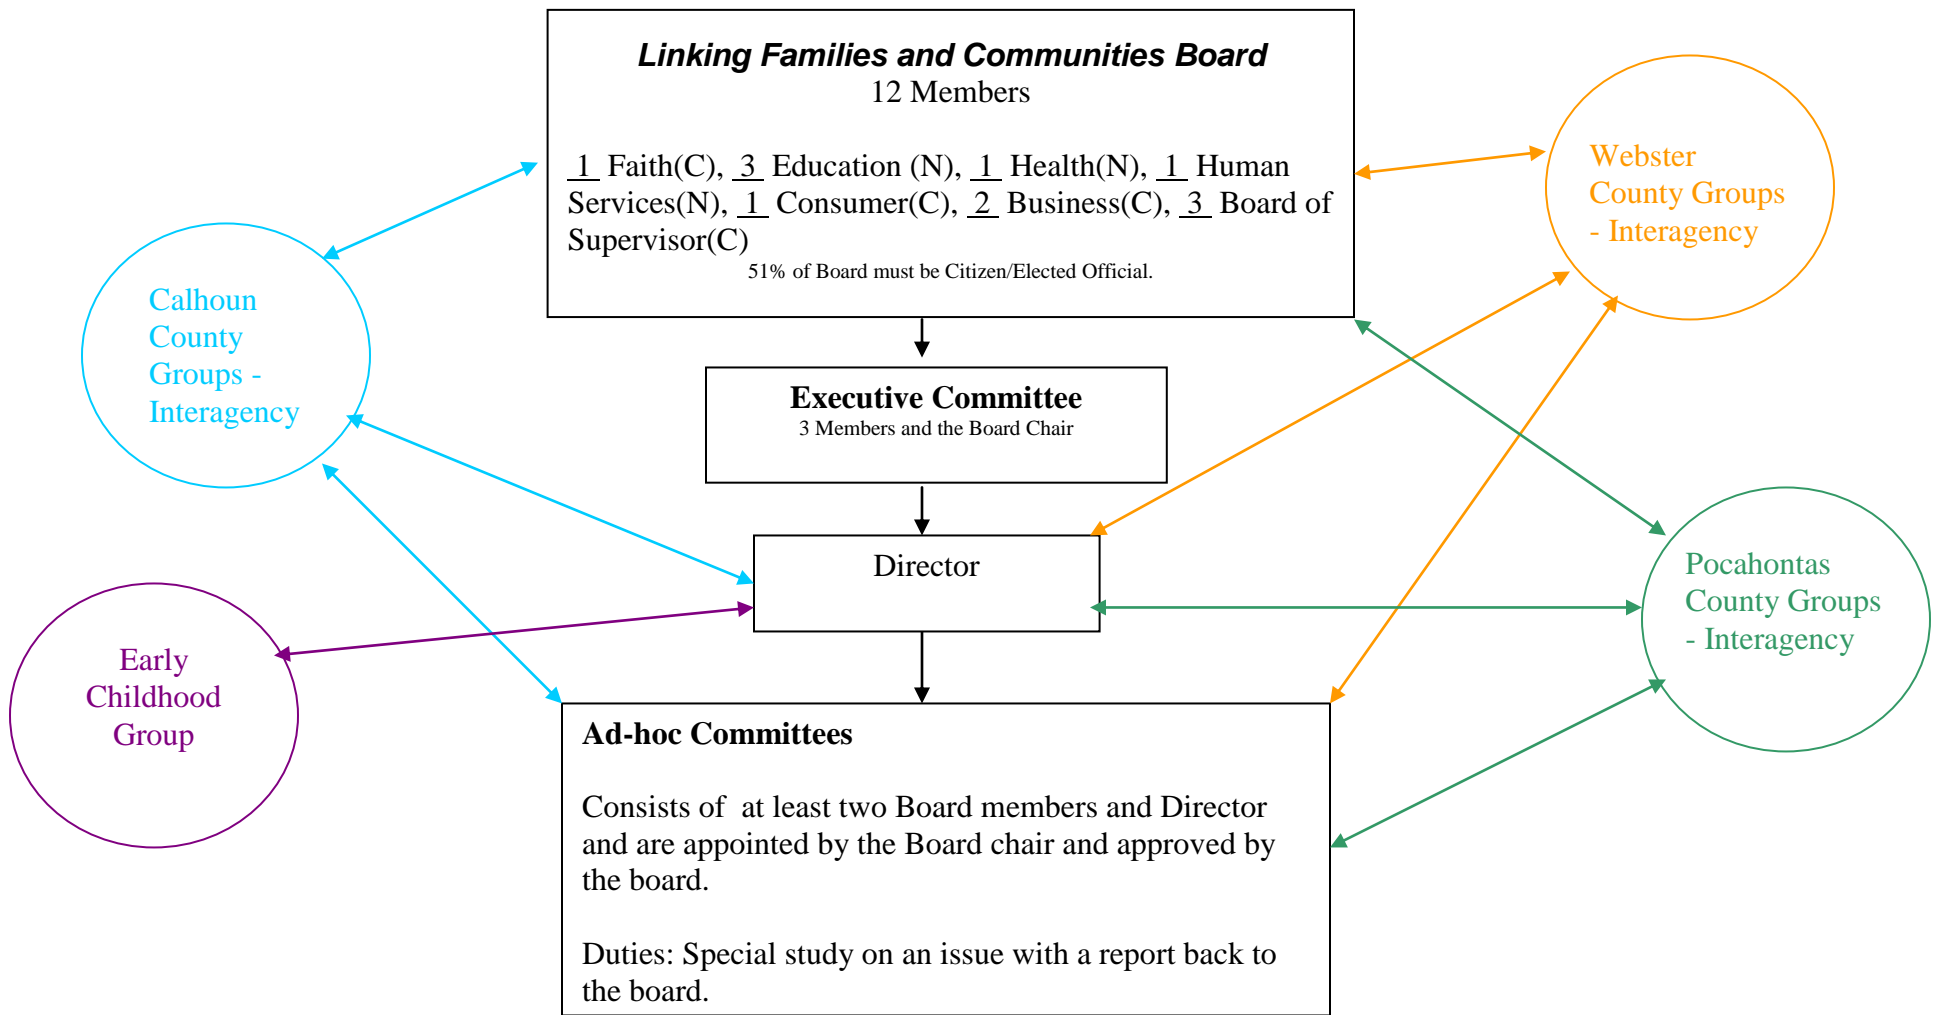 Linking Families and Communities Board
12 Members
1 Faith(C), 3 Education (N), 1 Health(N), 1 Human
Services(N), 1 Consumer(C), 2 Business(C), 3 Board of
Supervisor(C)
51% of Board must be Citizen/Elected Official.
Webster
County Groups
- Interagency
Calhoun
County
Groups -
Interagency
Executive Committee
3 Members and the Board Chair
Director
Pocahontas
County Groups
- Interagency
Early
Childhood
Group
Ad-hoc Committees
Consists of  at least two Board members and Director
and are appointed by the Board chair and approved by
the board.
Duties: Special study on an issue with a report back to
the board.